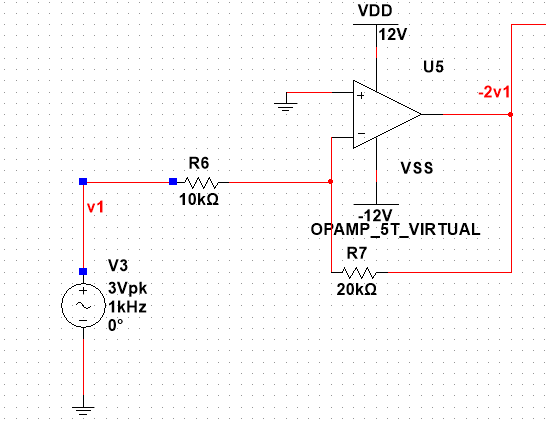 VDD
12V
U5
+
-2v1
−
R6
VSS
10kΩ
v1
-12V
OPAMP_5T_VIRTUAL
R7
V3
+
3Vpk
20kΩ
1kHz
−
0°